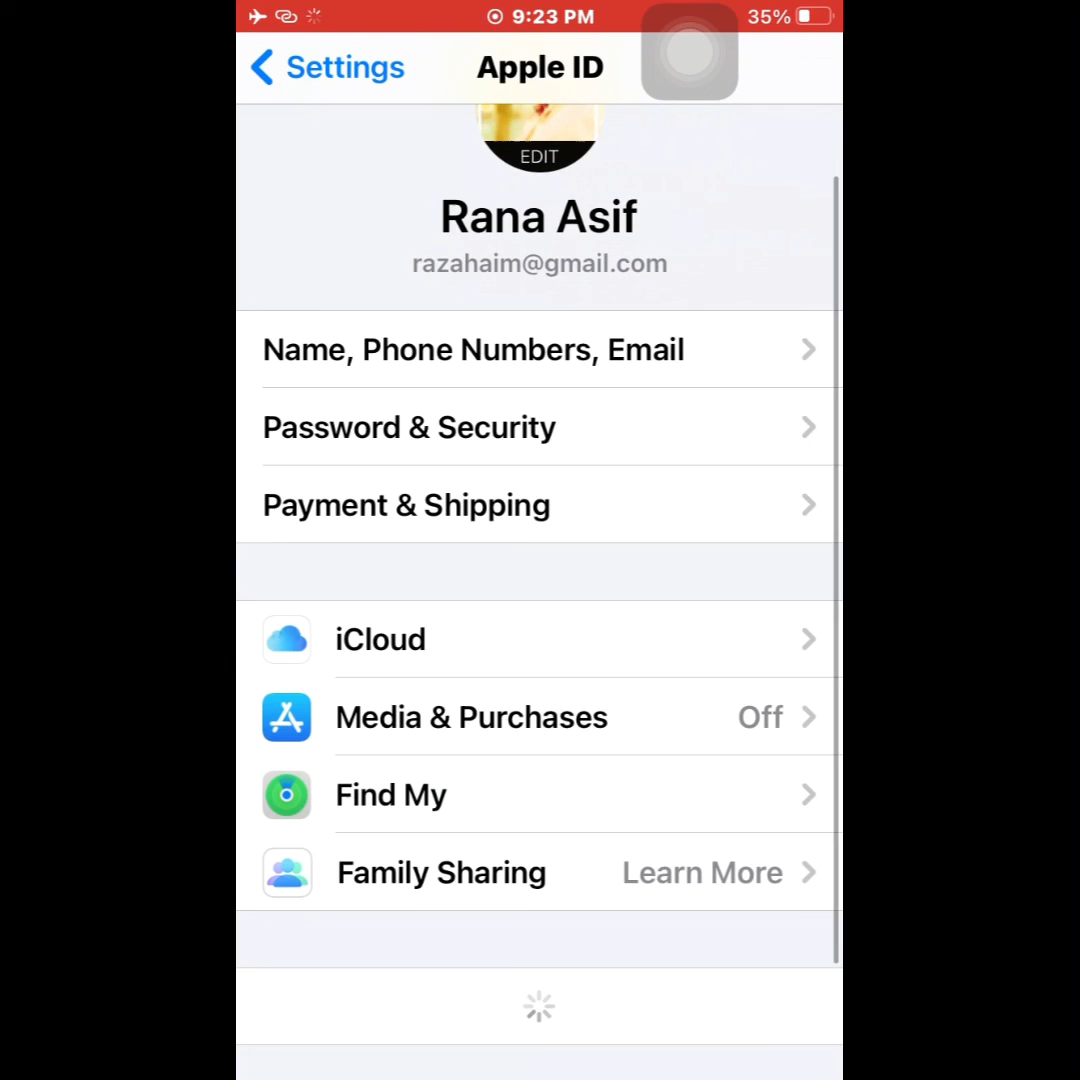 9:23 PM
35%
Settings
Apple ID
EDIT
Rana Asif
razahaim@gmail.com
Name, Phone Numbers, Email
Password & Security
Payment & Shipping
iCloud
Media & Purchases Off
Find My
Family Sharing Learn More